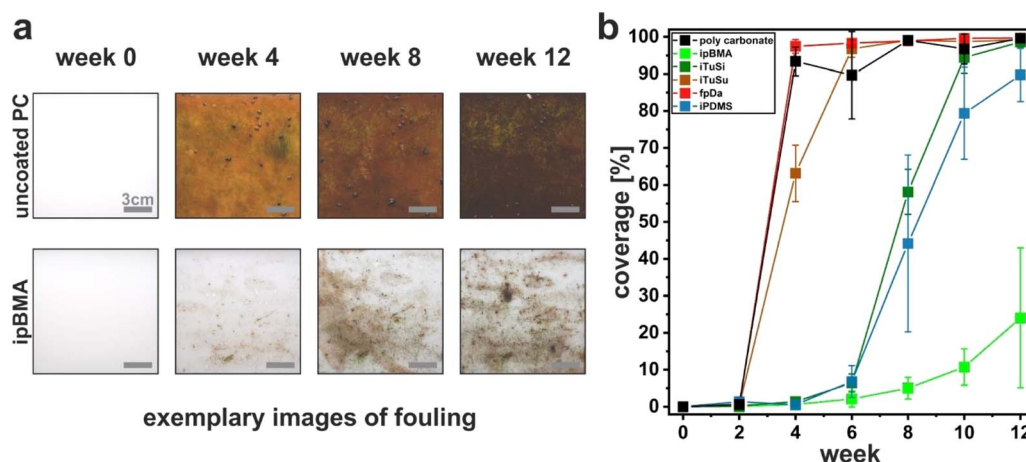 a
week 0 week 4 week 8 week 12
uncoated PC
3cm
ipBMA
exemplary images of fouling
b
coverage [%]
100
90
80
70
60
50
40
30
20
10
0
poly carbonate
ipBMA
iTuSi
iTuSu
fpDa
iPDMS
0 2 4 6 8 10 12
week